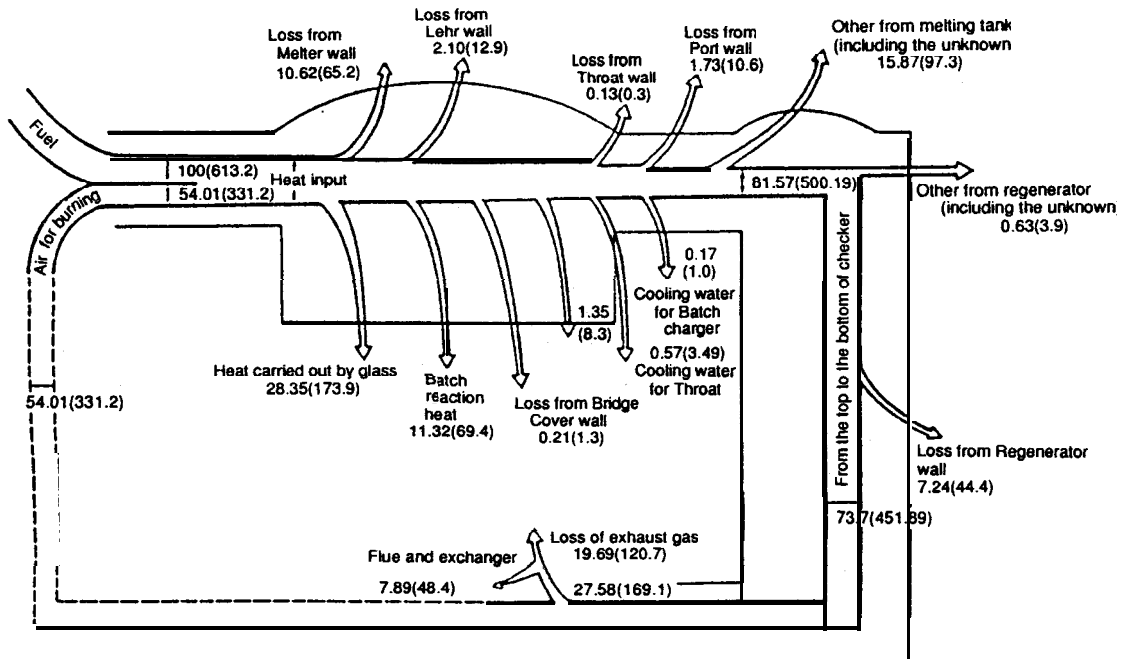 Loss from
Melter wall
10.62(65.2)
Loss from
Lehr wall
2.10(12.9)
Loss from
Throat wall
0.13(0.3)
Loss from
Port wall
1.73(10.6)
Other from melting tank
(including the unknown
15.87(97.3)
Fuel
100(613.2)
Heat input
54.01(331.2)
Air for burning
81.57(500.19)
Other from regenerator
(including the unknown
0.63(3.9)
0.17
(1.0)
Cooling water
for Batch
charger
1.35
(8.3)
0.57(3.49)
Cooling water
for Throat
Heat carried out by glass
28.35(173.9)
Batch
reaction
heat
11.32(69.4)
Loss from Bridge
Cover wall
0.21(1.3)
54.01(331.2)
From the top to the bottom of checker
Loss from Regenerator
wall
7.24(44.4)
73.7(451.89)
Loss of exhaust gas
19.69(120.7)
Flue and exchanger
7.89(48.4)
27.58(169.1)